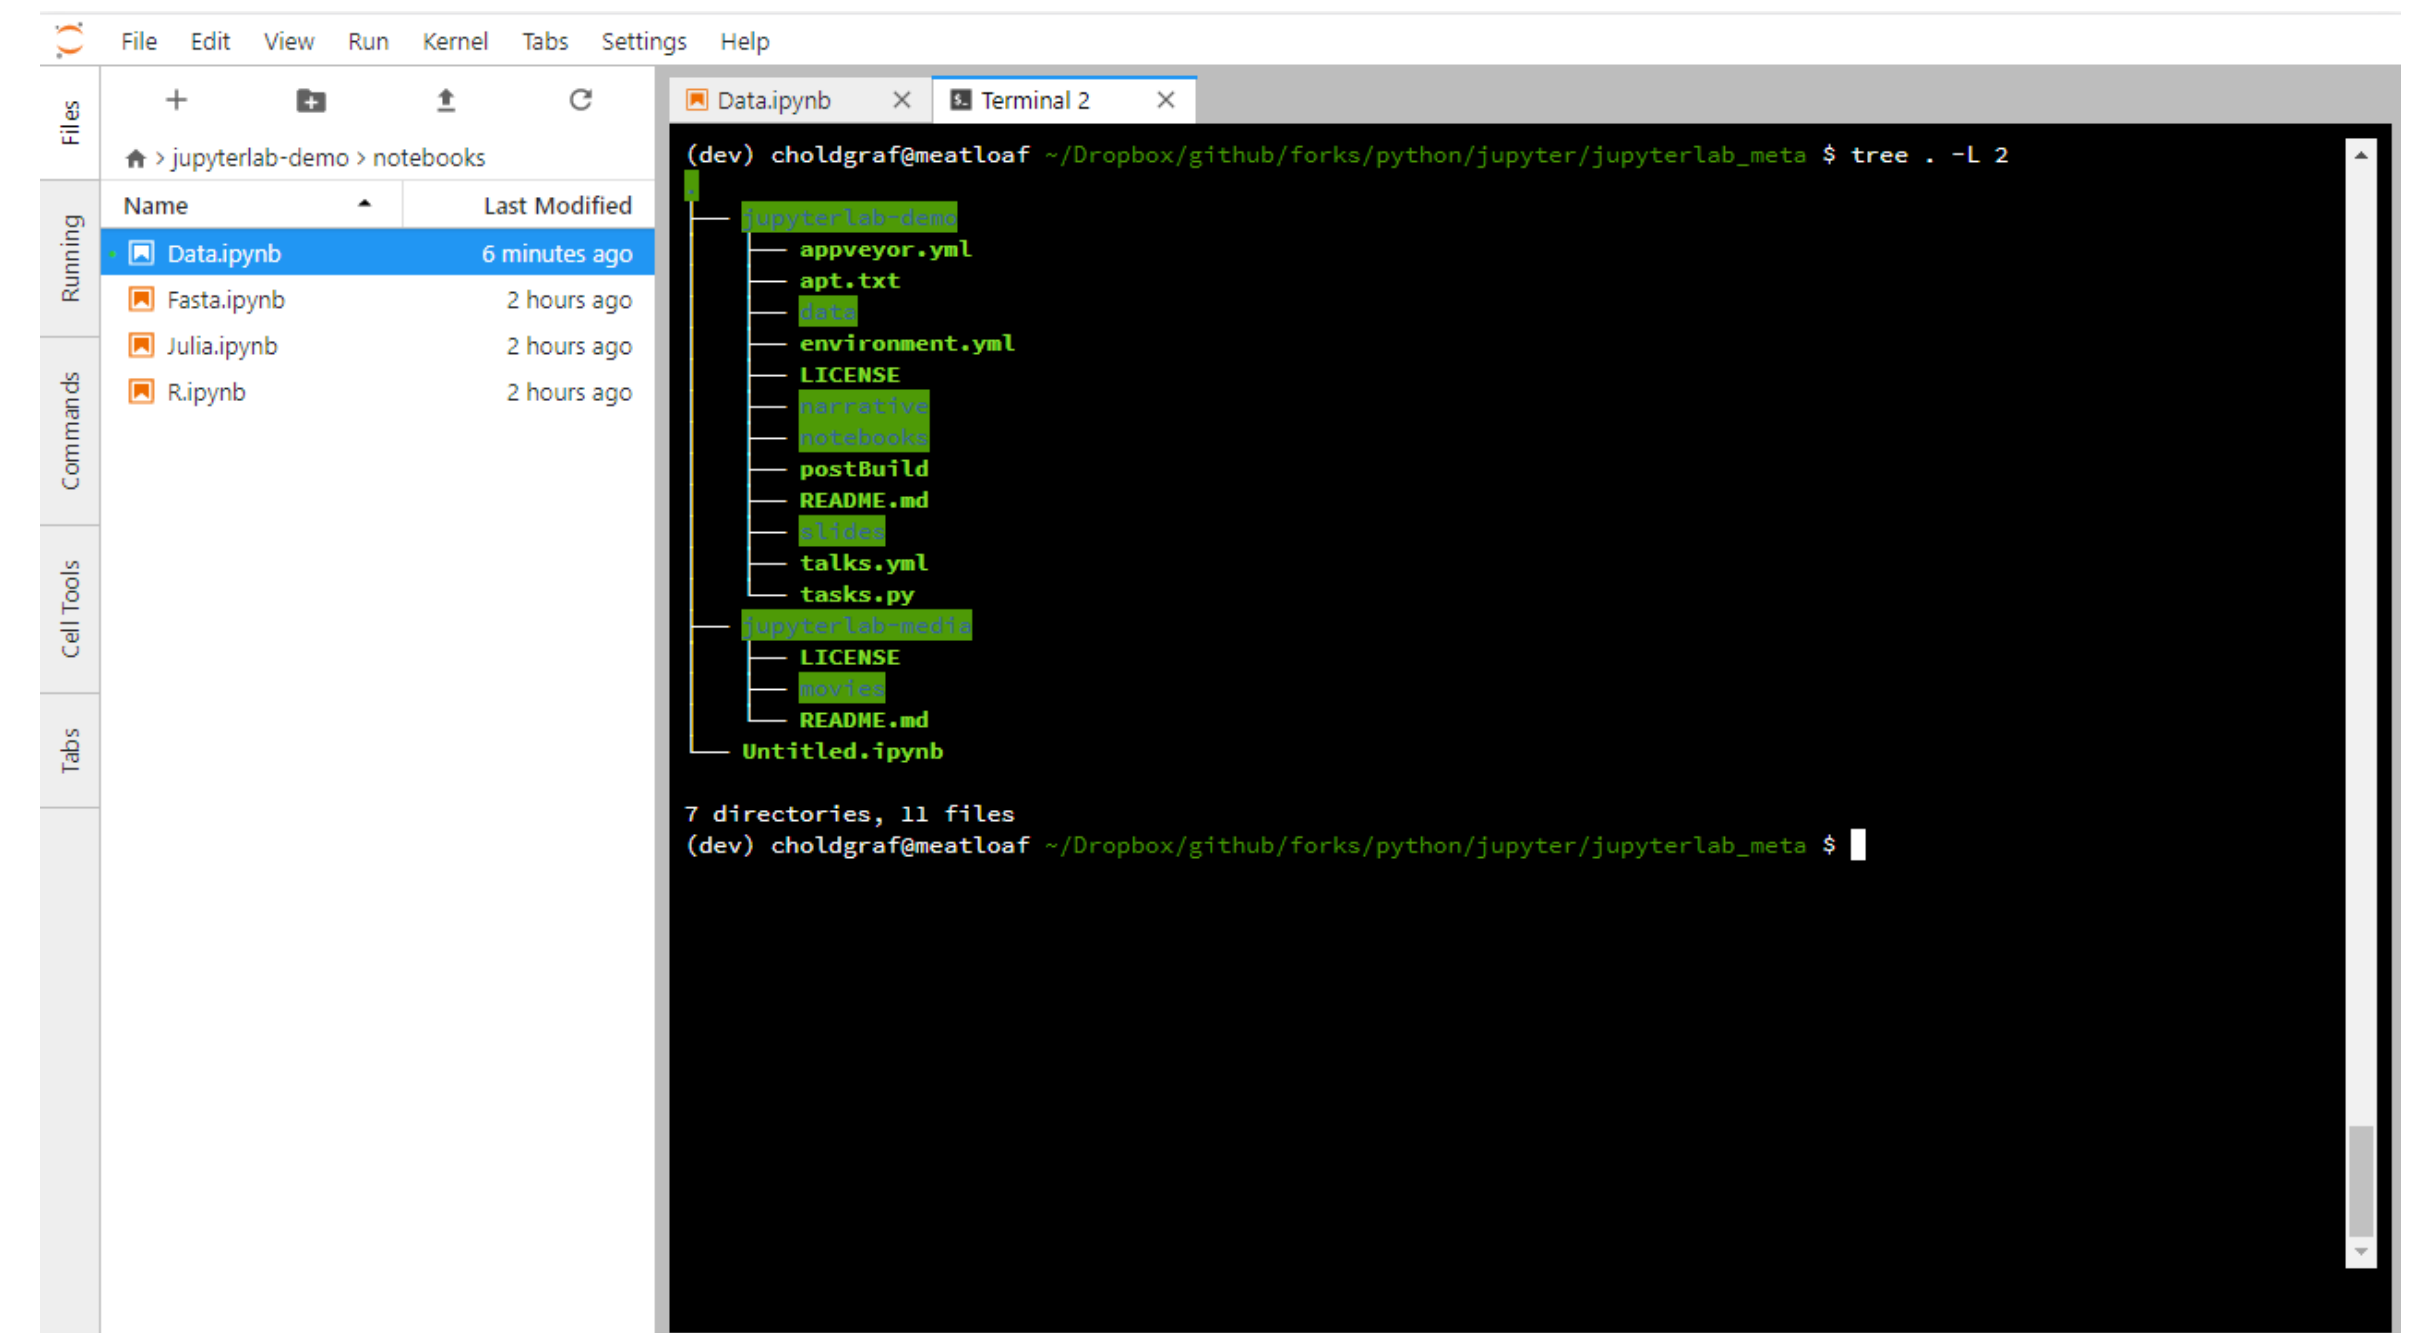 File Edit View Run Kernel Tabs Settings Help
Files
Running
Commands
Cell Tools
Tabs
> jupyterlab-demo > notebooks
Name Last Modified
Data.ipynb 6 minutes ago
Fasta.ipynb 2 hours ago
Julia.ipynb 2 hours ago
R.ipynb 2 hours ago
Data.ipynb × $_ Terminal 2 ×
(dev) choldgraf@meatloaf ~/Dropbox/github/forks/python/jupyter/jupyterlab_meta $ tree . -L 2
.
├── jupyterlab-demo
│   ├── appveyor.yml
│   ├── apt.txt
│   ├── data
│   ├── environment.yml
│   ├── LICENSE
│   ├── narrative
│   ├── notebooks
│   ├── postBuild
│   ├── README.md
│   ├── slides
│   ├── talks.yml
│   └── tasks.py
├── jupyterlab-media
│   ├── LICENSE
│   ├── movies
│   └── README.md
└── Untitled.ipynb
7 directories, 11 files
(dev) choldgraf@meatloaf ~/Dropbox/github/forks/python/jupyter/jupyterlab_meta $